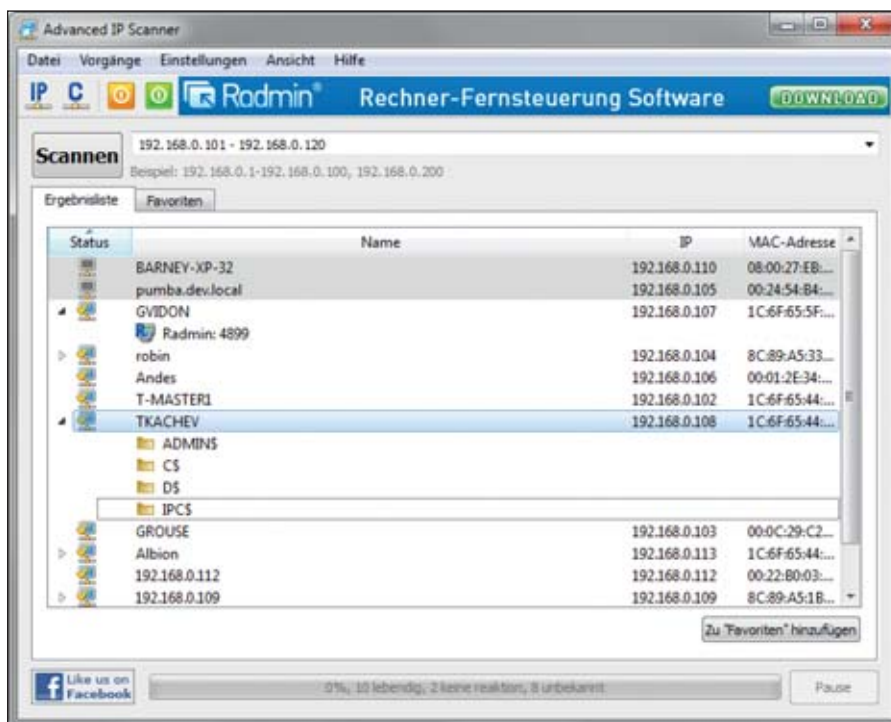 Advanced IP Scanner
Datei Vorgänge Einstellungen Ansicht Hilfe
IP C Radmin® Rechner-Fernsteuerung Software DOWNLOAD
Scannen 192.168.0.101 - 192.168.0.120
Beispiel: 192.168.0.1-192.168.0.100, 192.168.0.200
Ergebnisliste Favoriten
Status Name IP MAC-Adresse
BARNEY-XP-32 192.168.0.110 08:00:27:EB:...
pumba.dev.local 192.168.0.105 00:24:54:B4:...
GVIDON 192.168.0.107 1C:6F:65:5F:...
Radmin: 4899
robin 192.168.0.104 8C:89:A5:33...
Andes 192.168.0.106 00:01:2E:34:...
T-MASTER1 192.168.0.102 1C:6F:65:44:...
TKACHEV 192.168.0.108 1C:6F:65:44:...
ADMIN$
C$
D$
IPC$
GROUSE 192.168.0.103 00:0C:29:C2...
Albion 192.168.0.113 1C:6F:65:44:...
192.168.0.112 192.168.0.112 00:22:B0:03:...
192.168.0.109 192.168.0.109 8C:89:A5:1B...
Zu "Favoriten" hinzufügen
Like us on
Facebook
0%, 10 lebendig, 2 keine reaktion, 8 unbekannt
Pause